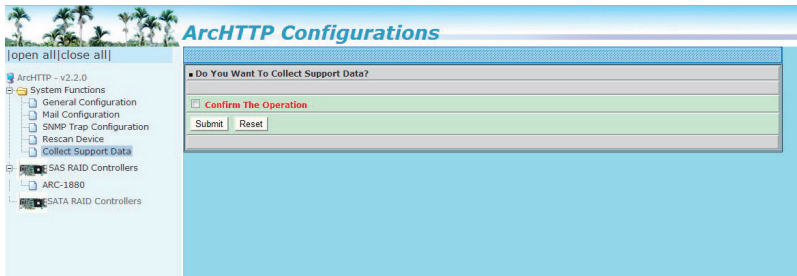 ArcHTTP Configurations
|open all|close all|
ArcHTTP - v2.2.0
System Functions
General Configuration
Mail Configuration
SNMP Trap Configuration
Rescan Device
Collect Support Data
SAS RAID Controllers
ARC-1880
SATA RAID Controllers
Do You Want To Collect Support Data?
Confirm The Operation
Submit Reset